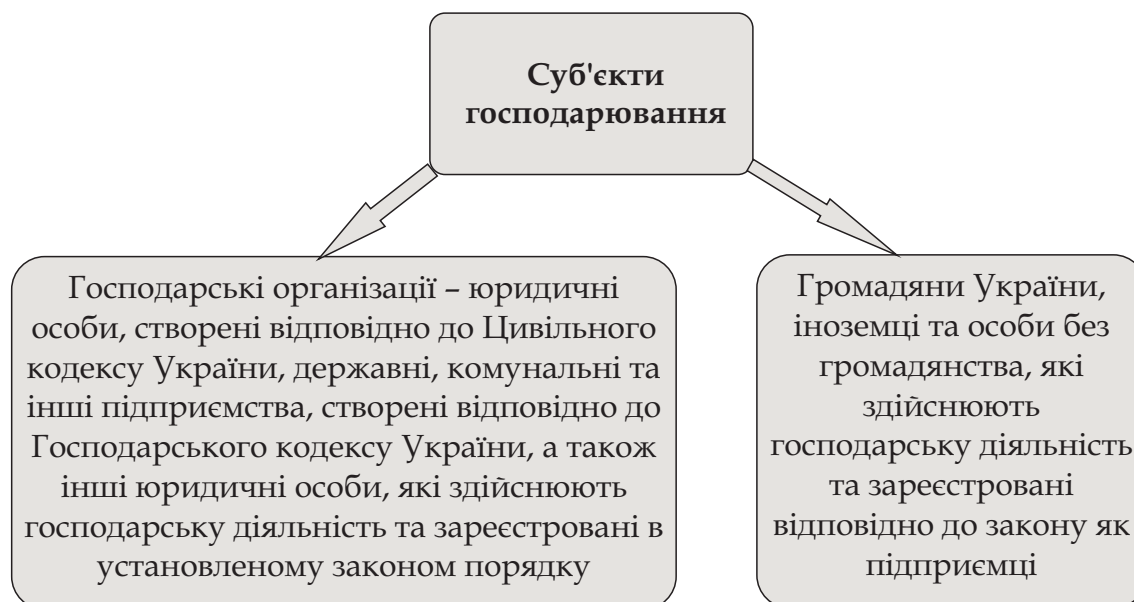 Суб'єкти
господарювання
Господарські організації – юридичні
особи, створені відповідно до Цивільного
кодексу України, державні, комунальні та
інші підприємства, створені відповідно до
Господарського кодексу України, а також
інші юридичні особи, які здійснюють
господарську діяльність та зареєстровані в
установленому законом порядку
Громадяни України,
іноземці та особи без
громадянства, які
здійснюють
господарську діяльність
та зареєстровані
відповідно до закону як
підприємці